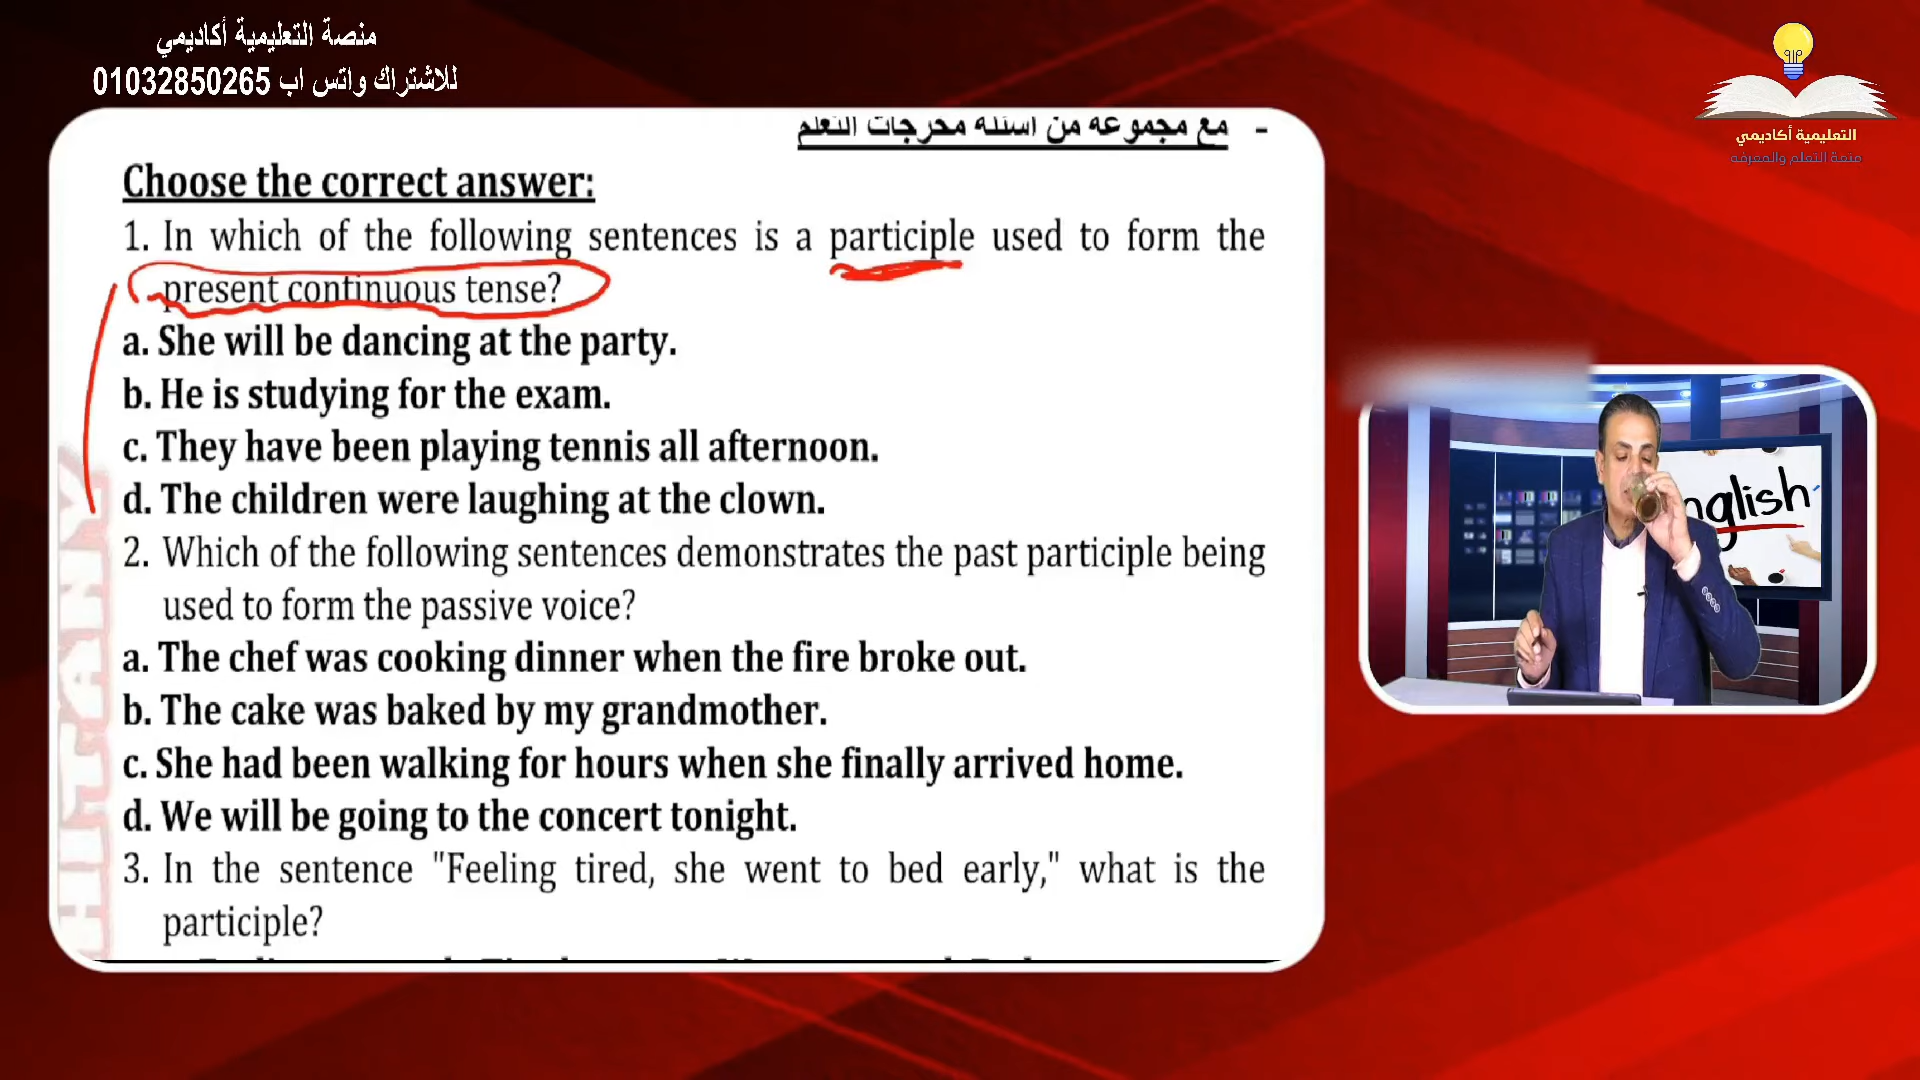 منصة التعليمية أكاديمي
للاشتراك واتس اب 01032850265
التعليمية أكاديمي
منصة التعلم والمعرفة
- مع مجموعة من اسئلة مخرجات التعلم
Choose the correct answer:
1. In which of the following sentences is a participle used to form the
present continuous tense?
a. She will be dancing at the party.
b. He is studying for the exam.
c. They have been playing tennis all afternoon.
d. The children were laughing at the clown.
2. Which of the following sentences demonstrates the past participle being
used to form the passive voice?
a. The chef was cooking dinner when the fire broke out.
b. The cake was baked by my grandmother.
c. She had been walking for hours when she finally arrived home.
d. We will be going to the concert tonight.
3. In the sentence "Feeling tired, she went to bed early," what is the
participle?
nglish
HITANY